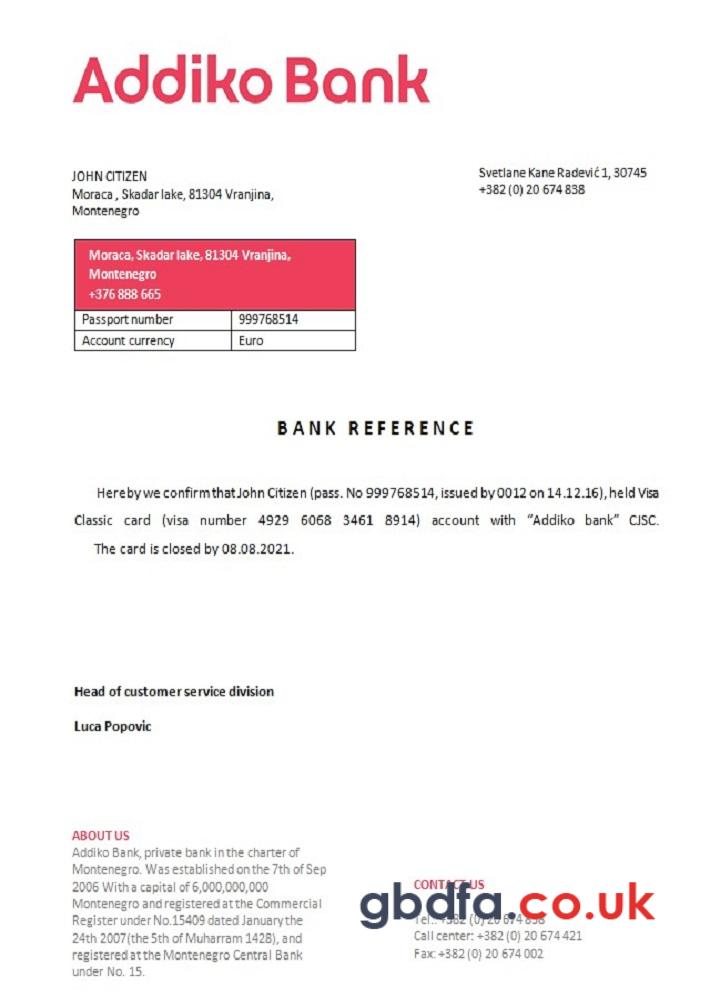 Addiko Bank
JOHN CITIZEN
Moraca , Skadar lake, 81304 Vranjina,
Montenegro
Svetlane Kane Radević 1, 30745
+382 (0) 20 674 838
Moraca, Skadar lake, 81304 Vranjina,
Montenegro
+376 888 665
Passport number 999768514
Account currency Euro
BANK REFERENCE
Hereby we confirm that John Citizen (pass. No 999768514, issued by 0012 on 14.12.16), held Visa
Classic card (visa number 4929 6068 3461 8914) account with "Addiko bank" CJSC.
The card is closed by 08.08.2021.
Head of customer service division
Luca Popovic
ABOUT US
Addiko Bank, private bank in the charter of
Montenegro. Was established on the 7th of Sep
2006 With a capital of 6,000,000,000
Montenegro and registered at the Commercial
Register under No.15409 dated January the
24th 2007(the 5th of Muharram 1428), and
registered at the Montenegro Central Bank
under No. 15.
CONTACT US
gbdfa.co.uk
Tel.: +382 (0) 20 674 838
Call center: +382 (0) 20 674 421
Fax: +382 (0) 20 674 002